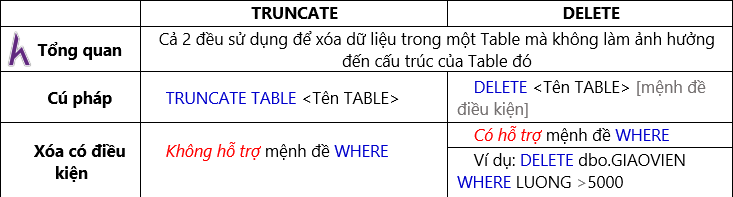 TRUNCATE DELETE
Tổng quan
Cả 2 đều sử dụng để xóa dữ liệu trong một Table mà không làm ảnh hưởng
đến cấu trúc của Table đó
Cú pháp
TRUNCATE TABLE <Tên TABLE>
DELETE <Tên TABLE> [mệnh đề
điều kiện]
Xóa có điều
kiện
Không hỗ trợ mệnh đề WHERE
Có hỗ trợ mệnh đề WHERE
Ví dụ: DELETE dbo.GIAOVIEN
WHERE LUONG >5000